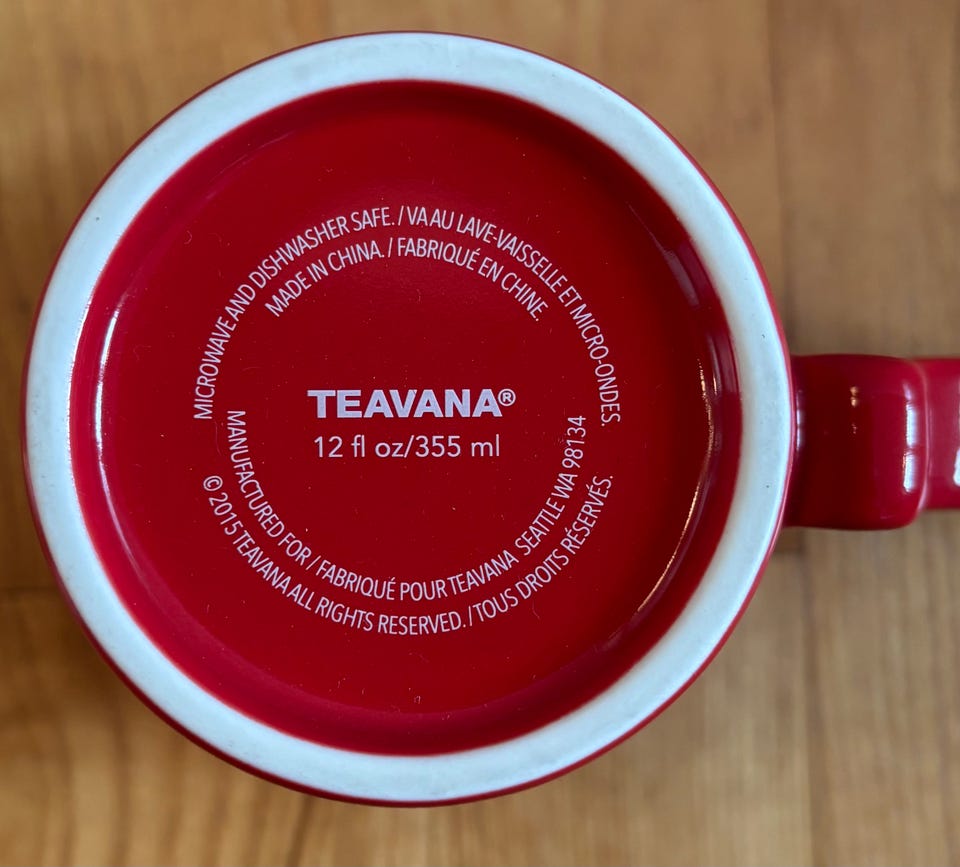 MICROWAVE AND DISHWASHER SAFE. / VA AU LAVE-VAISSELLE ET MICRO-ONDES.
MADE IN CHINA. / FABRIQUÉ EN CHINE.
TEAVANA®
12 fl oz/355 ml
MANUFACTURED FOR / FABRIQUÉ POUR TEAVANA SEATTLE WA 98134
© 2015 TEAVANA ALL RIGHTS RESERVED. / TOUS DROITS RÉSERVÉS.